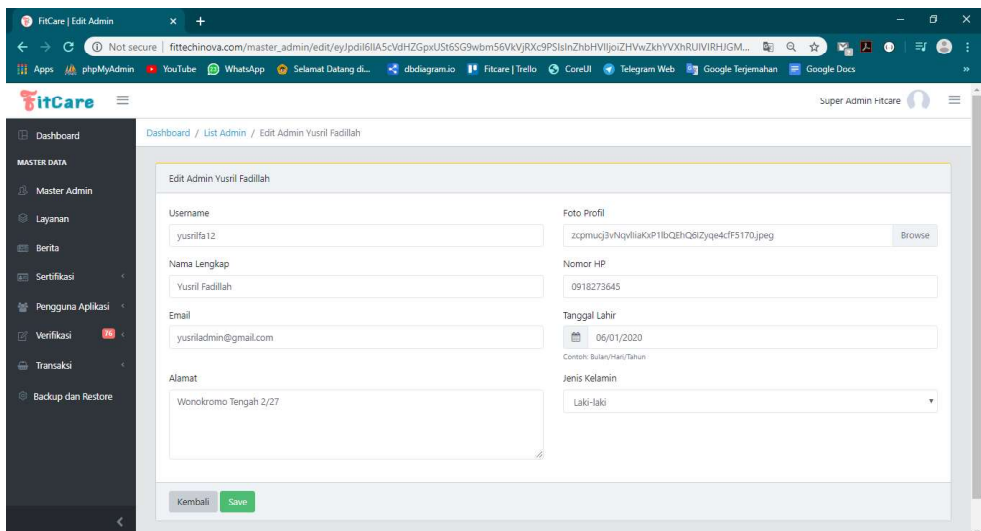 FitCare | Edit Admin
Not secure | fittechinova.com/master_admin/edit/
Apps phpMyAdmin YouTube WhatsApp Selamat Datang di... dbdiagram.io Fitcare | Trello CoreUI Telegram Web Google Terjemahan Google Docs
FitCare
Super Admin Fitcare
Dashboard
Dashboard / List Admin / Edit Admin Yusril Fadillah
MASTER DATA
Master Admin
Layanan
Berita
Sertifikasi
Pengguna Aplikasi
Verifikasi 76
Transaksi
Backup dan Restore
Edit Admin Yusril Fadillah
Username
yusrilfa12
Nama Lengkap
Yusril Fadillah
Email
yusriladmin@gmail.com
Alamat
Wonokromo Tengah 2/27
Foto Profil
Browse
Nomor HP
0918273645
Tanggal Lahir
06/01/2020
Contoh: Bulan/Hari/Tahun
Jenis Kelamin
Laki-laki
Kembali Save